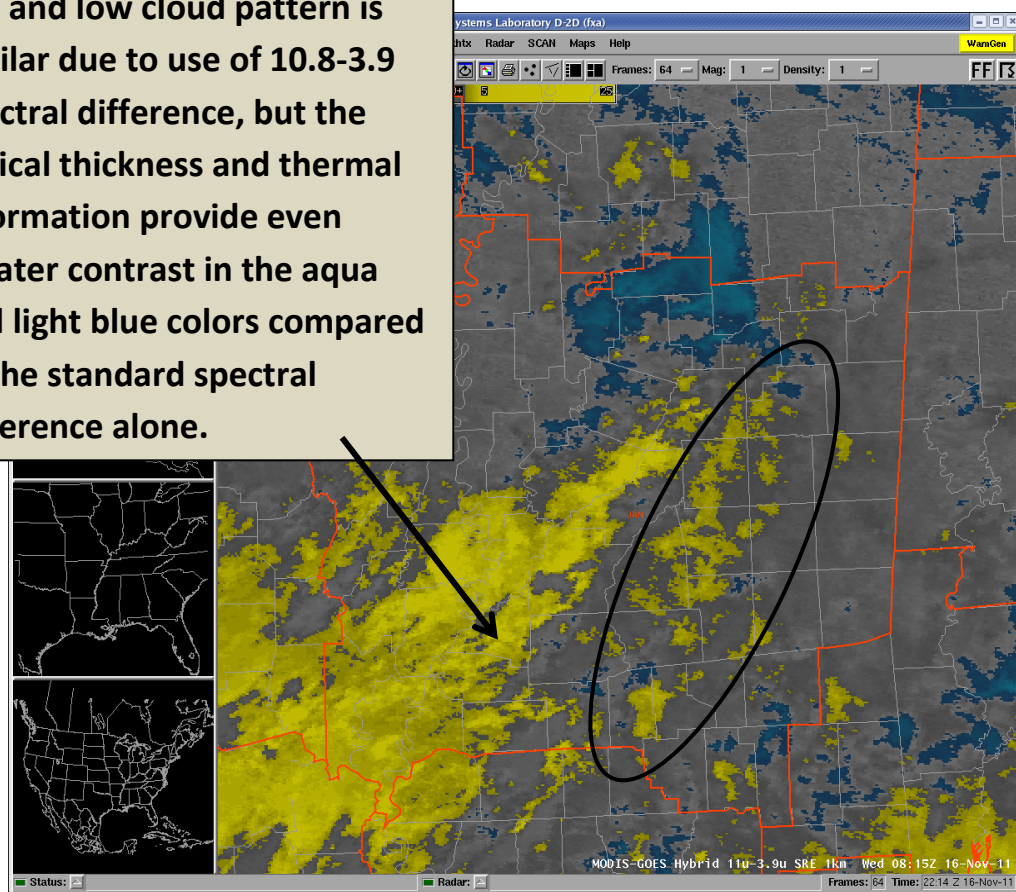 and low cloud pattern is
ilar due to use of 10.8-3.9
ctral difference, but the
ical thickness and thermal
ormation provide even
ater contrast in the aqua
light blue colors compared
he standard spectral
erence alone.
ystems Laboratory D-2D (fxa)
htx Radar SCAN Maps Help
WarnGen
Frames: 64 Mag: 1 Density: 1 FF
5 25
JAN
MODIS-GOES Hybrid 11u-3.9u SRE 1km Wed 08:15Z 16-Nov-11
Status: Radar: Frames: 64 Time: 22:14 Z 16-Nov-11